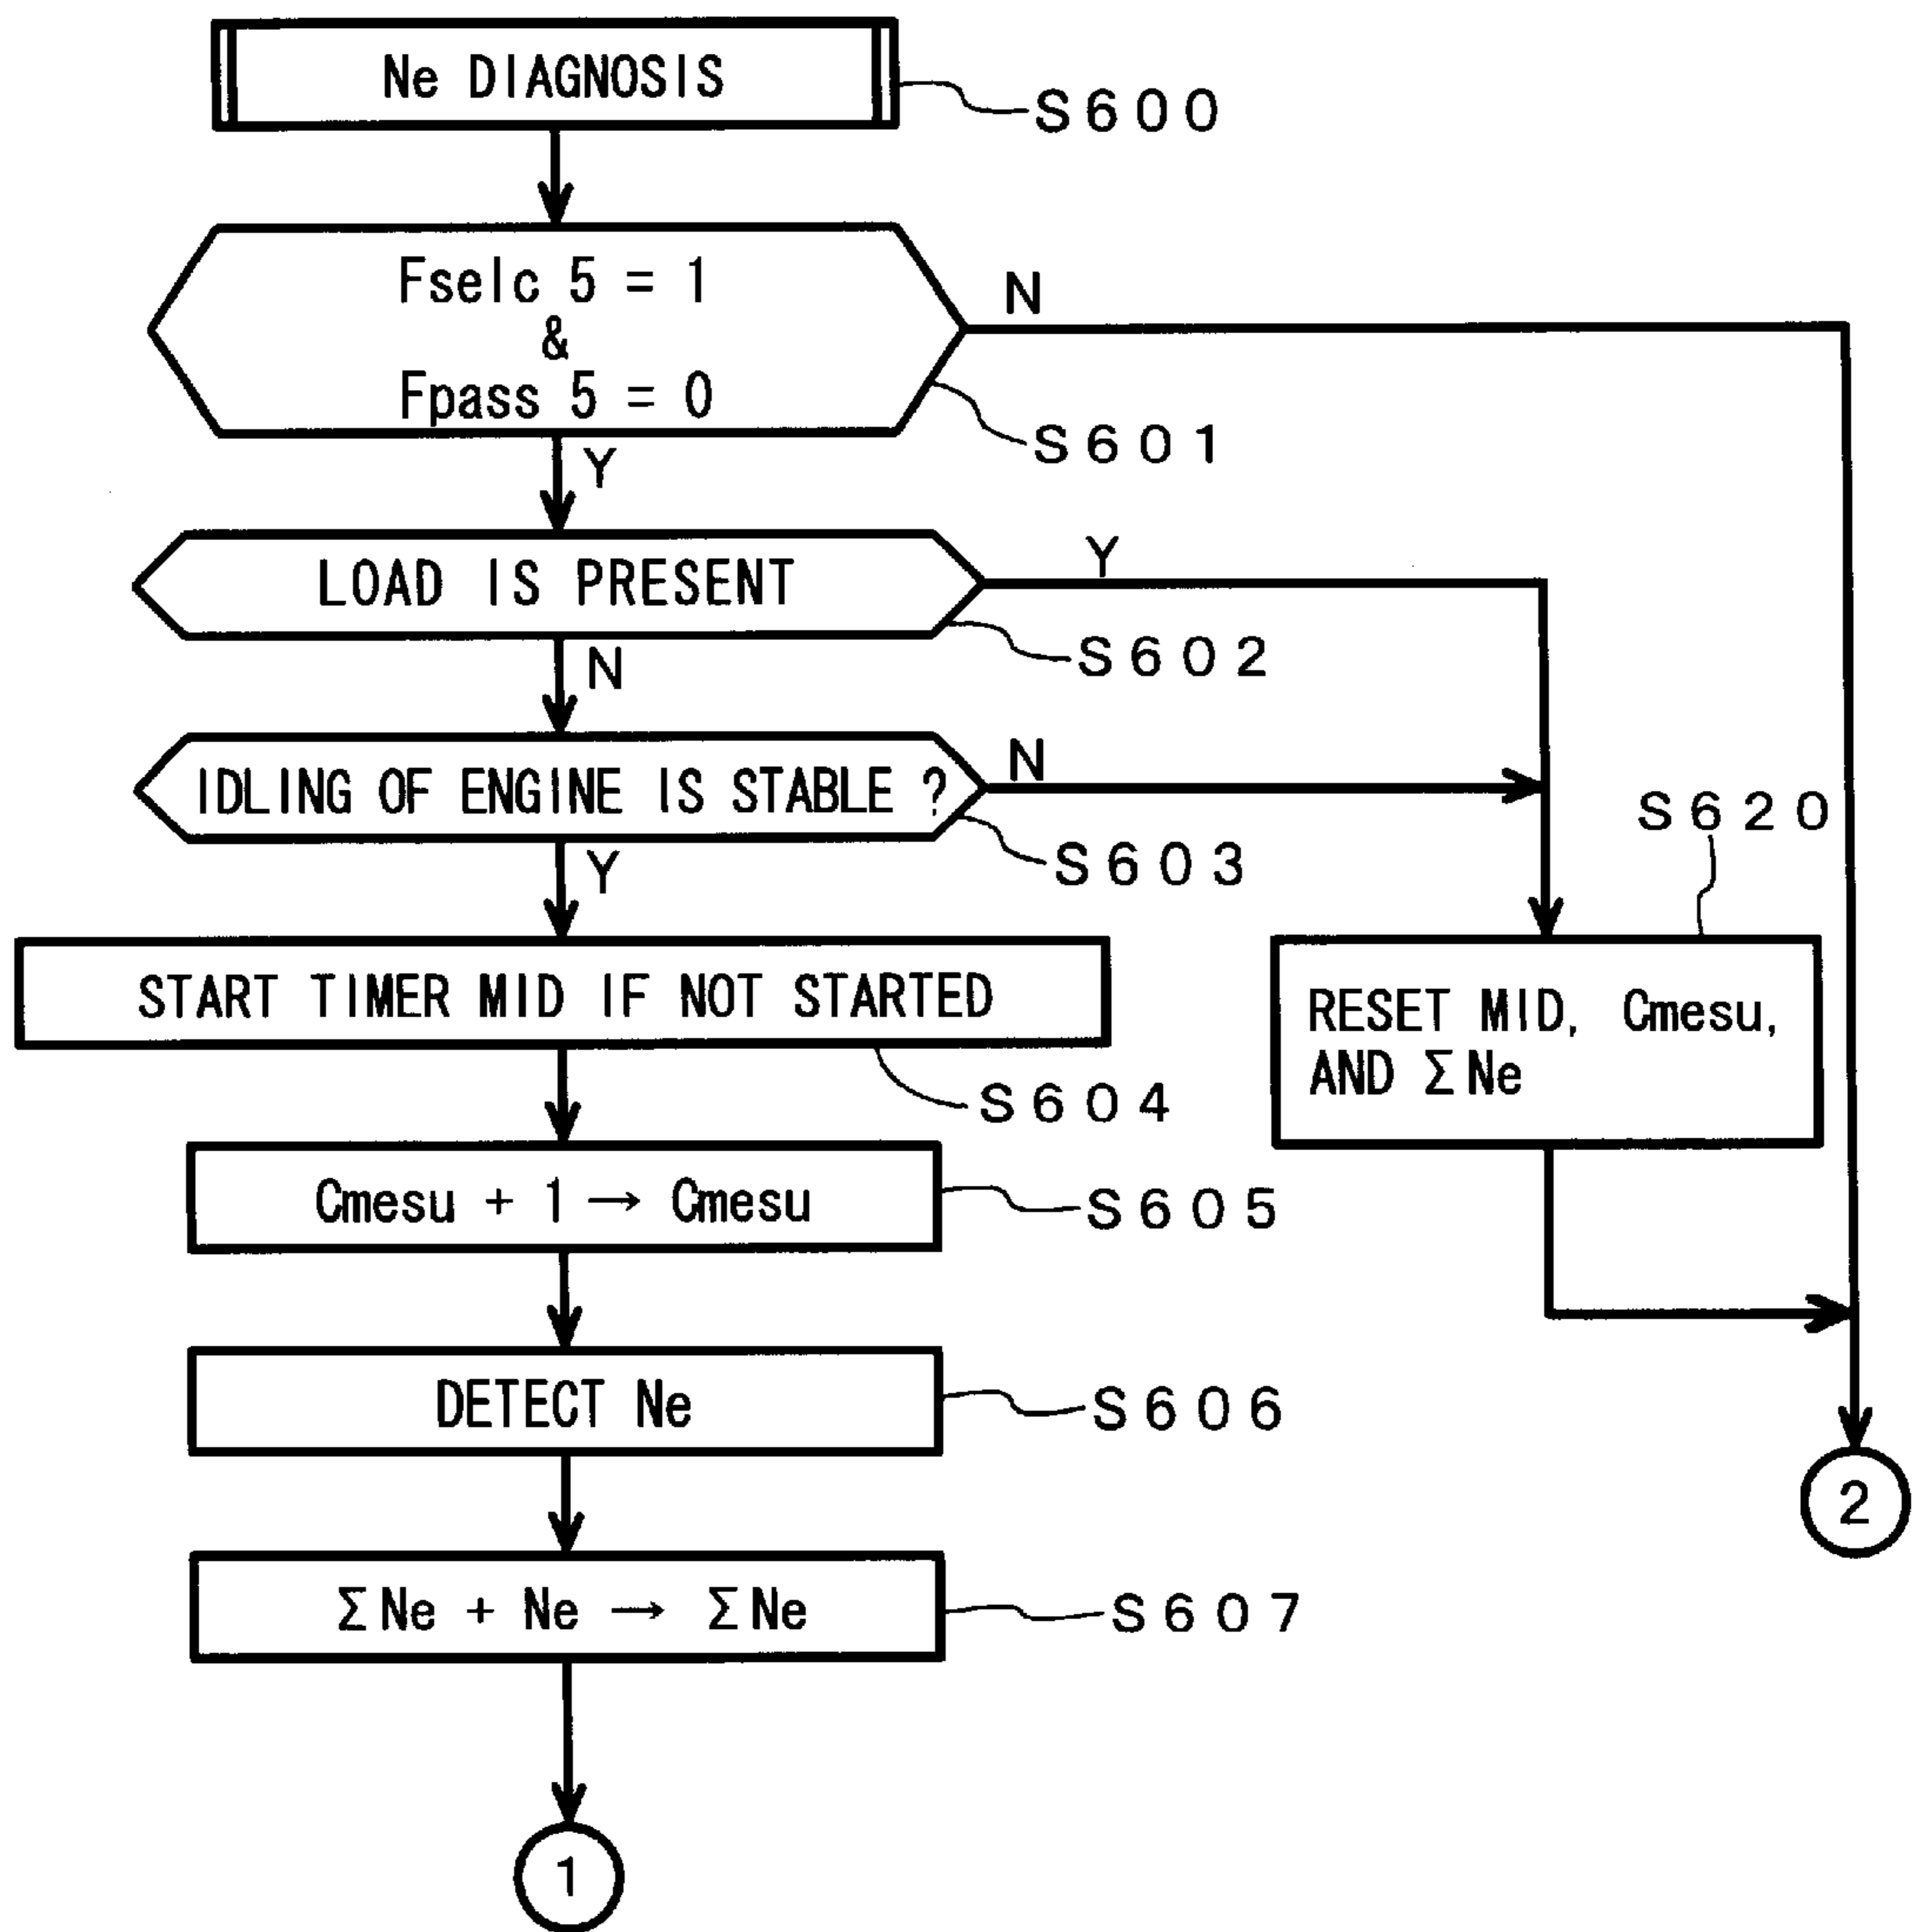 Ne DIAGNOSIS
S600
Fselc 5 = 1
&
Fpass 5 = 0
N
S601
Y
LOAD IS PRESENT
Y
S602
N
IDLING OF ENGINE IS STABLE ?
N
S603
Y
S620
START TIMER MID IF NOT STARTED
S604
RESET MID, Cmesu,
AND ΣNe
Cmesu + 1 → Cmesu
S605
DETECT Ne
S606
2
ΣNe + Ne → ΣNe
S607
1